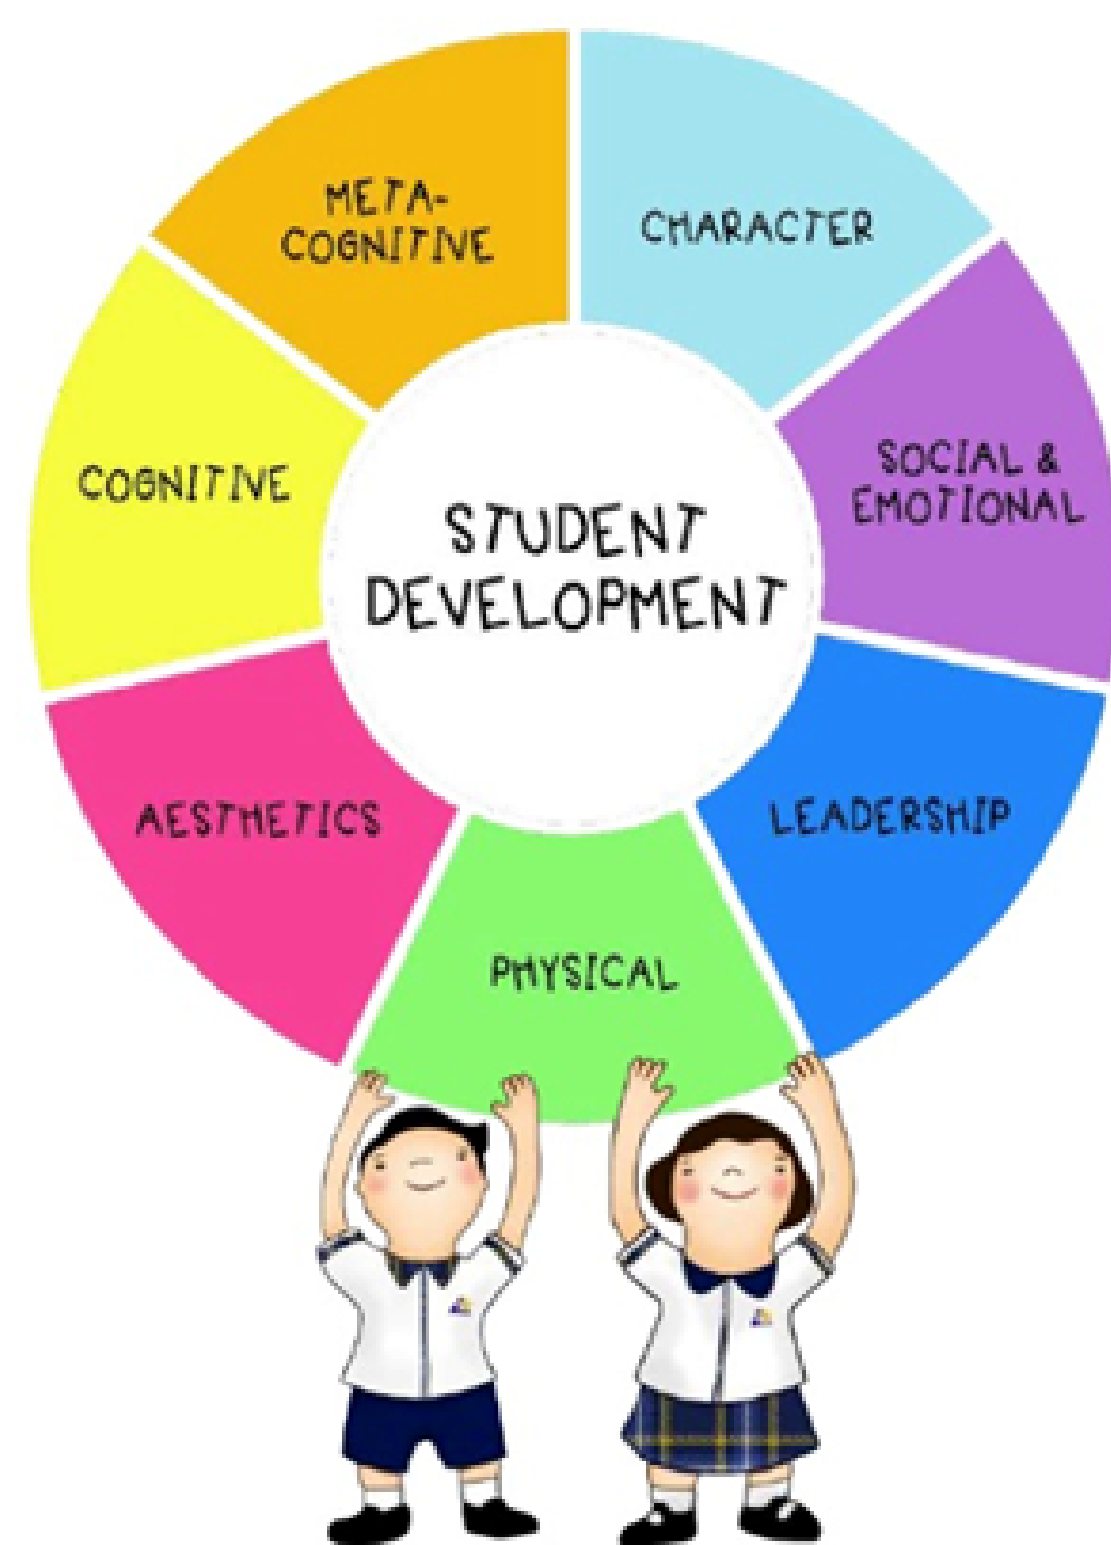 META-
COGNITIVE
CHARACTER
SOCIAL &
EMOTIONAL
COGNITIVE
STUDENT
DEVELOPMENT
AESTHETICS
LEADERSHIP
PHYSICAL